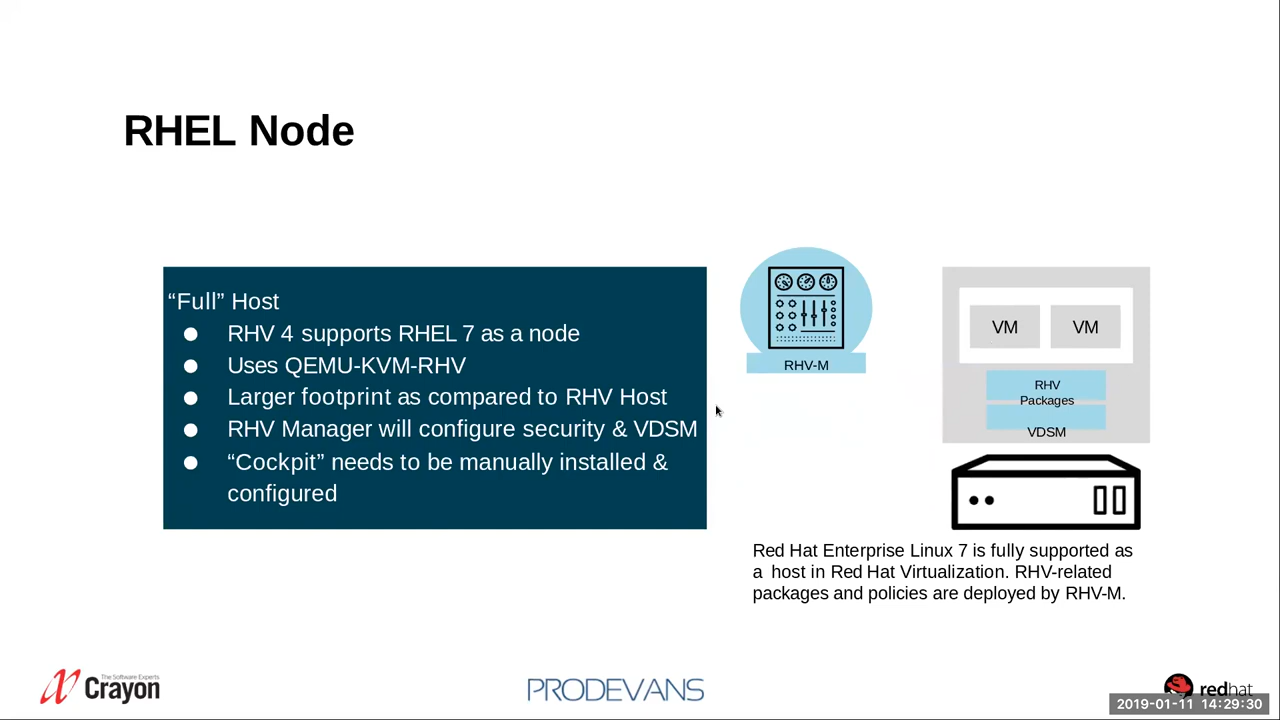 RHEL Node
“Full” Host
● RHV 4 supports RHEL 7 as a node
● Uses QEMU-KVM-RHV
● Larger footprint as compared to RHV Host
● RHV Manager will configure security & VDSM
● “Cockpit” needs to be manually installed &
configured
RHV-M
VM VM
RHV
Packages
VDSM
Red Hat Enterprise Linux 7 is fully supported as
a host in Red Hat Virtualization. RHV-related
packages and policies are deployed by RHV-M.
The Software Experts
Crayon
PRODEVANS
redhat
2019-01-11 14:29:30